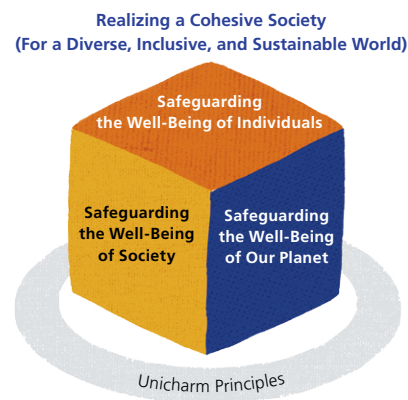 Realizing a Cohesive Society
(For a Diverse, Inclusive, and Sustainable World)
Safeguarding
the Well-Being of Individuals
Safeguarding
the Well-Being
of Society
Safeguarding
the Well-Being
of Our Planet
Unicharm Principles